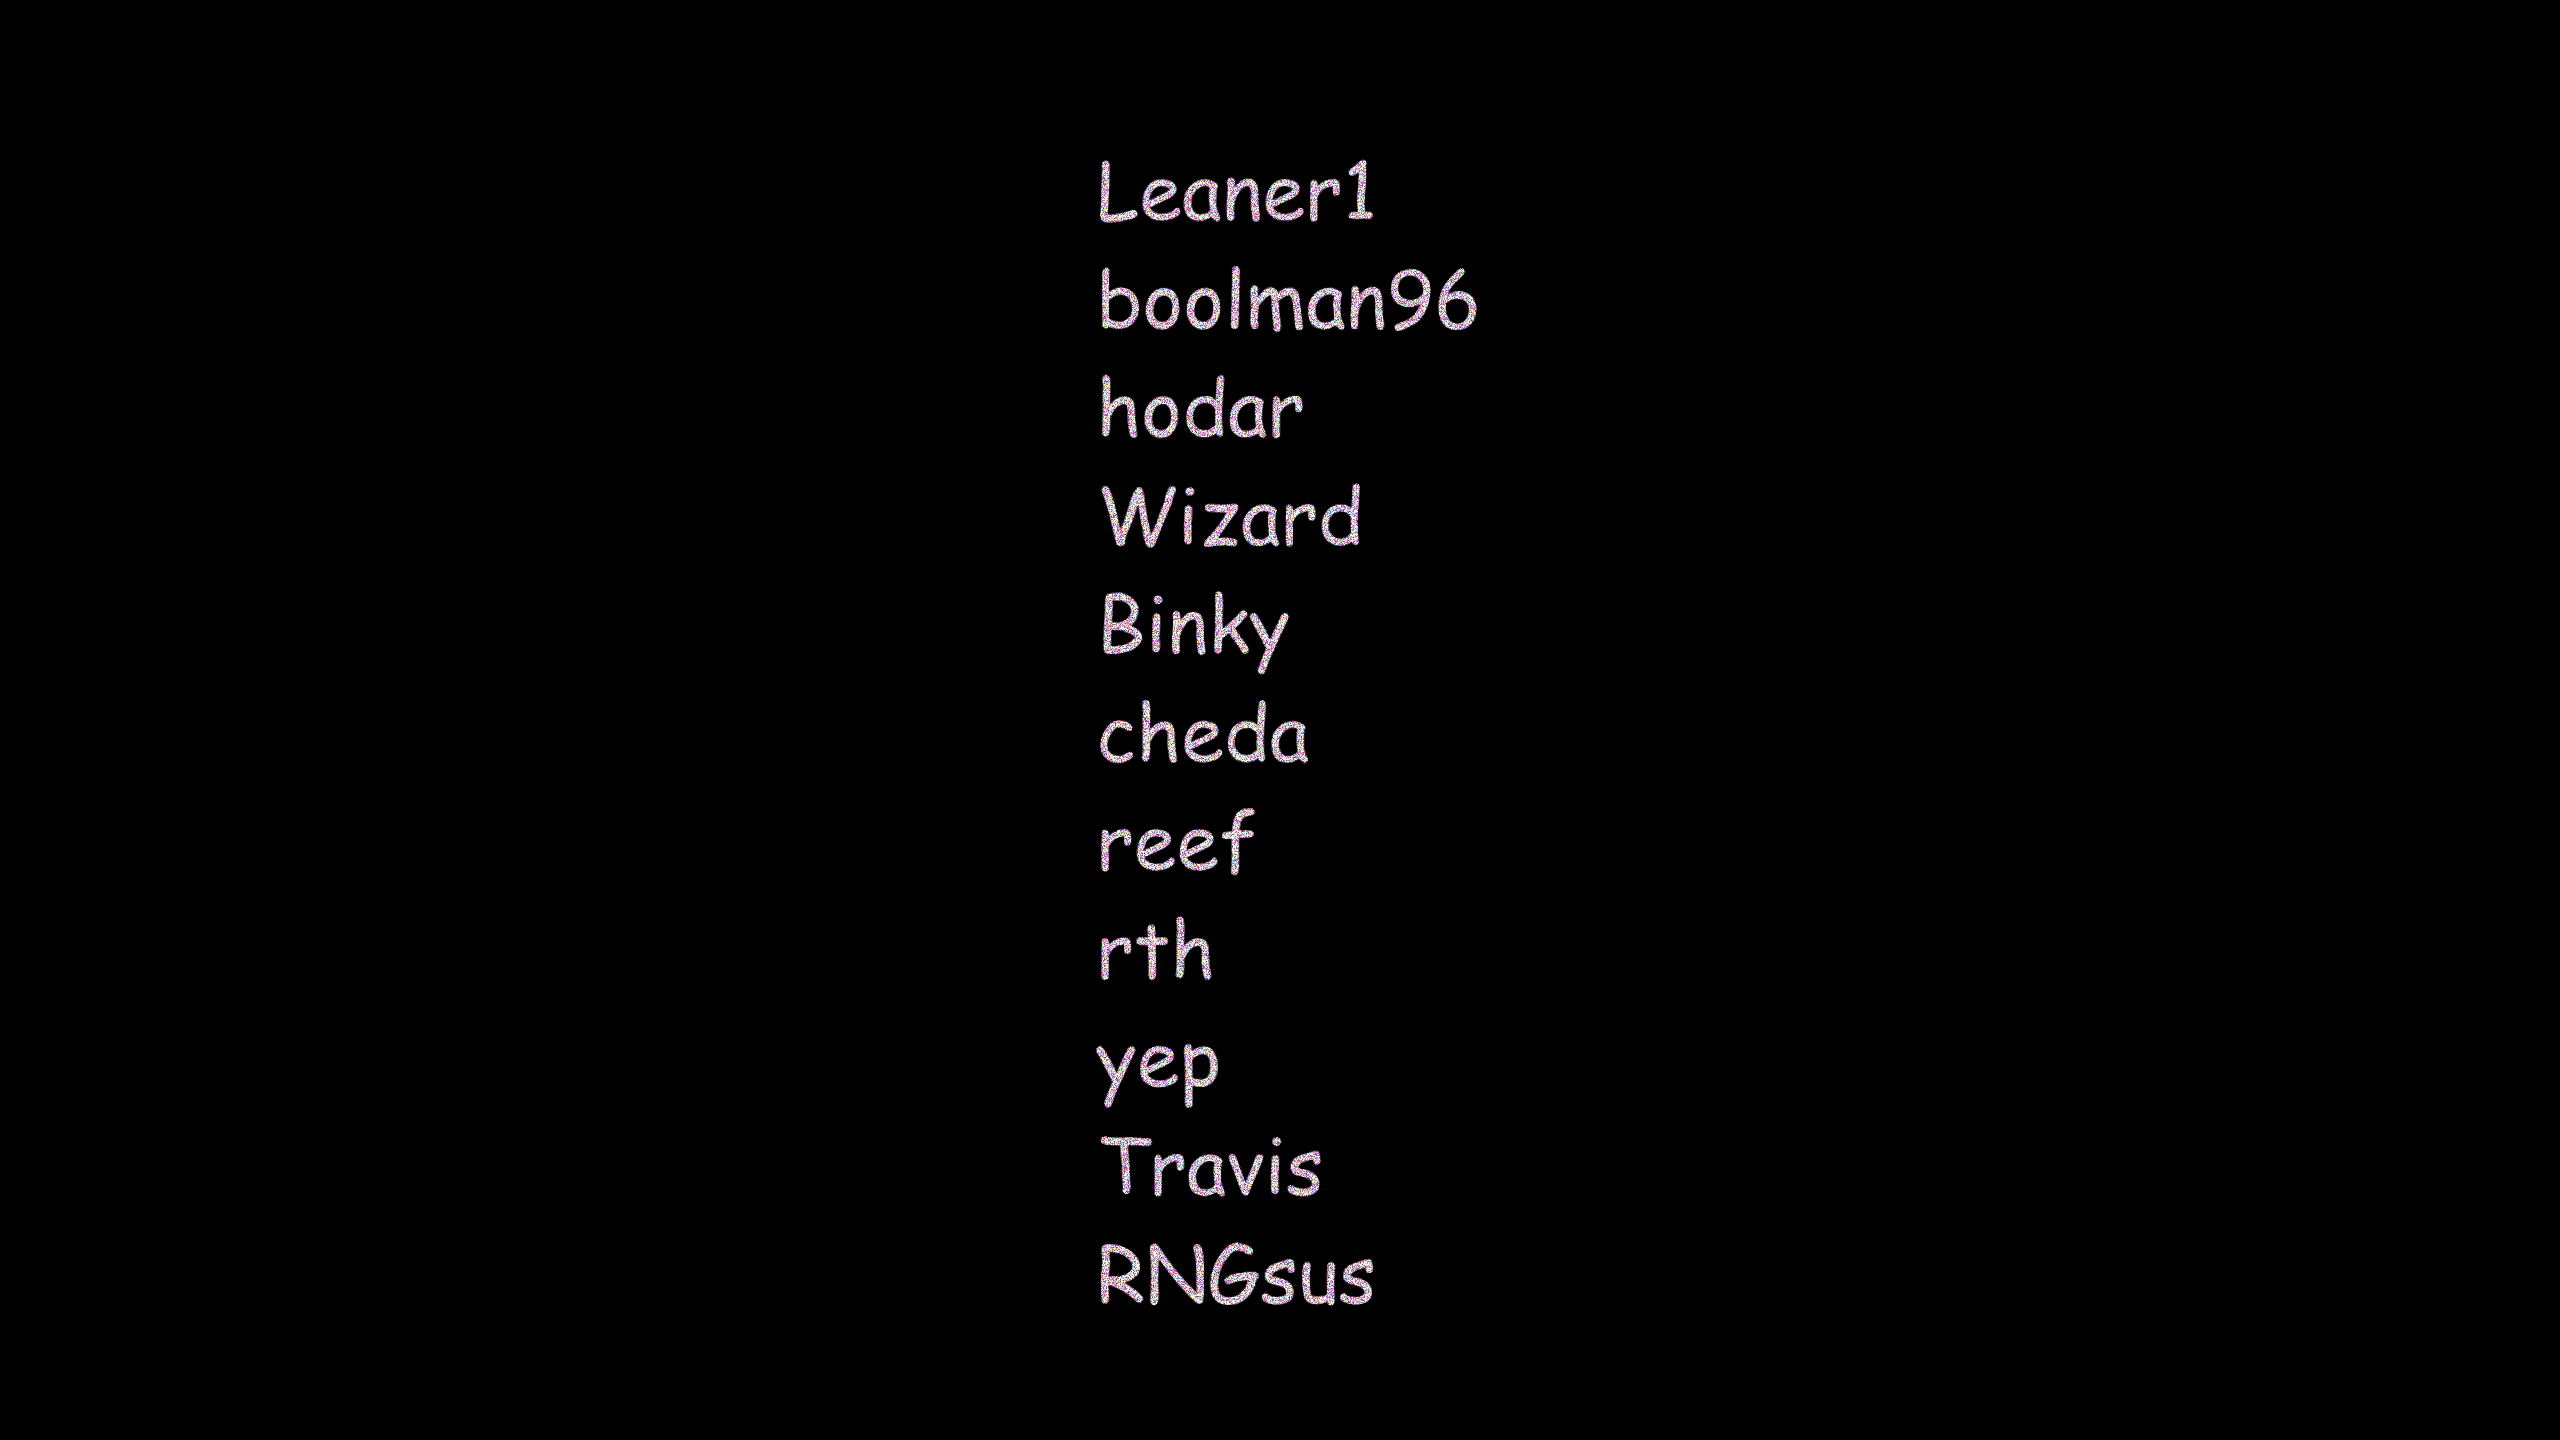 Leaner1
boolman96
hodar
Wizard
Binky
cheda
reef
rth
yep
Travis
RNGsus